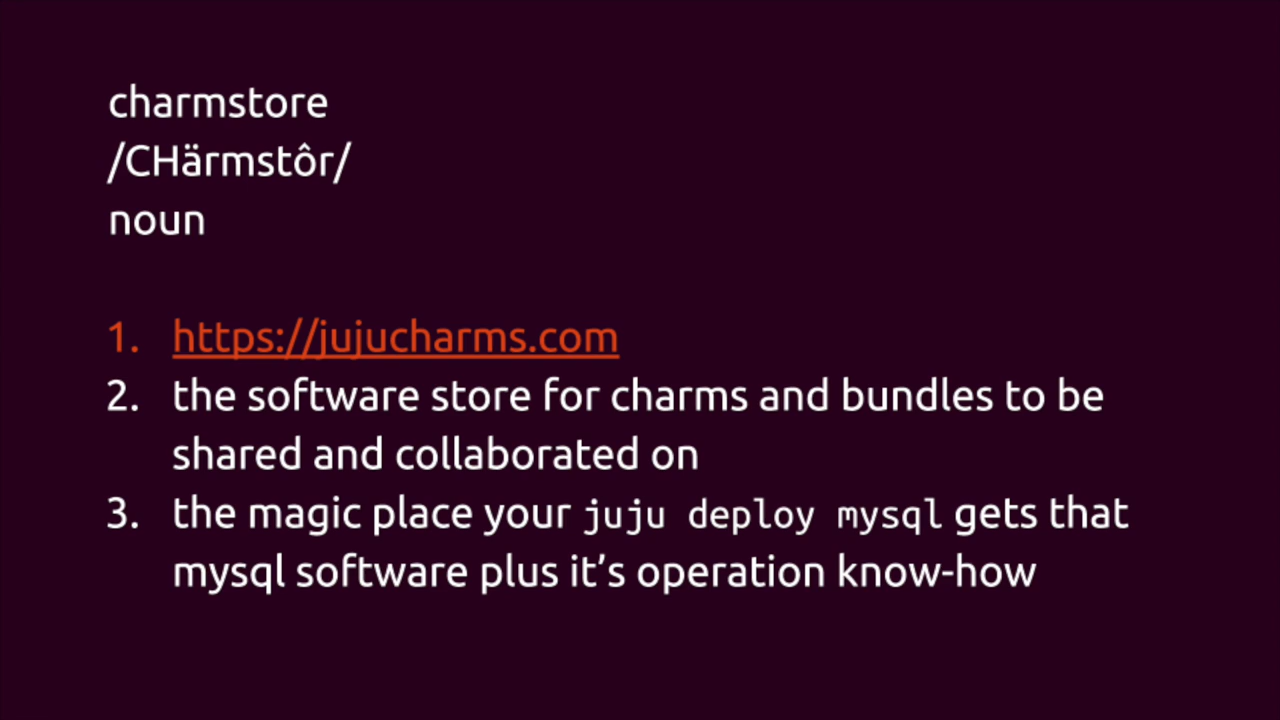 charmstore
/CHärmstôr/
noun
1. https://jujucharms.com
2. the software store for charms and bundles to be
shared and collaborated on
3. the magic place your juju deploy mysql gets that
mysql software plus it’s operation know-how